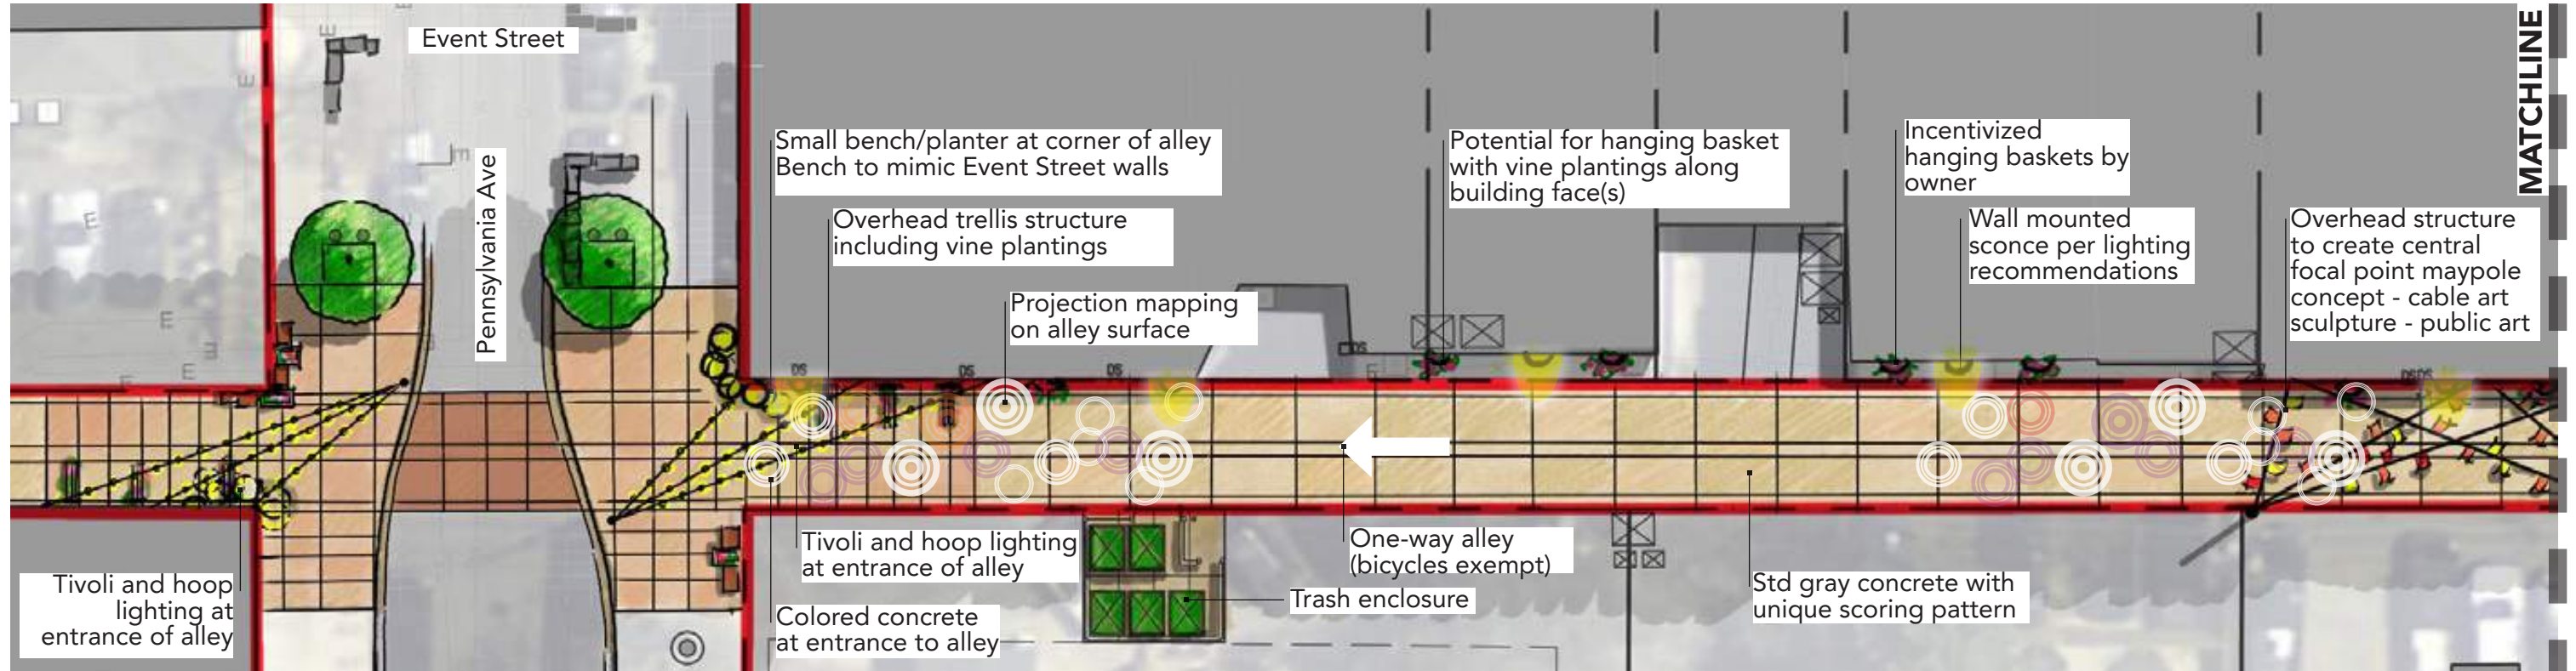 Event Street
Pennsylvania Ave
Small bench/planter at corner of alley
Bench to mimic Event Street walls
Overhead trellis structure
including vine plantings
Projection mapping
on alley surface
Potential for hanging basket
with vine plantings along
building face(s)
Incentivized
hanging baskets by
owner
Wall mounted
sconce per lighting
recommendations
Overhead structure
to create central
focal point maypole
concept - cable art
sculpture - public art
MATCHLINE
DS
DS
DS
DS
DSDS
E
E
E
E
E
E
E
E
E
E
Tivoli and hoop
lighting at
entrance of alley
Tivoli and hoop lighting
at entrance of alley
Colored concrete
at entrance to alley
One-way alley
(bicycles exempt)
Trash enclosure
Std gray concrete with
unique scoring pattern